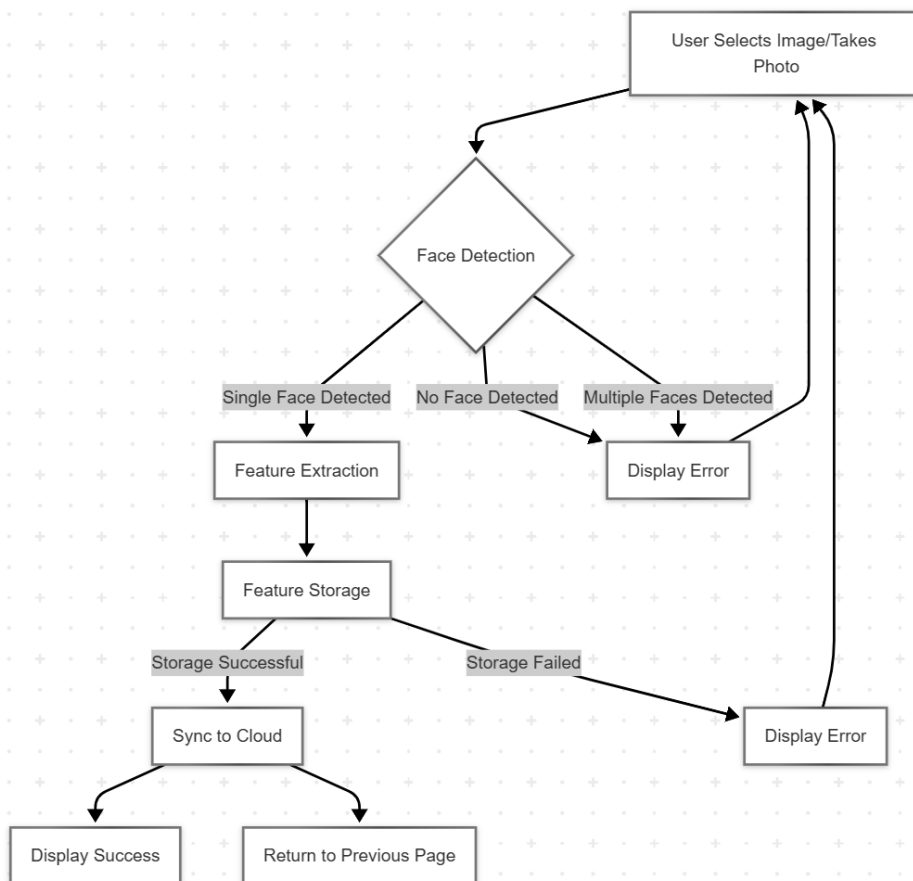 User Selects Image/Takes
Photo
Face Detection
Single Face Detected
No Face Detected
Multiple Faces Detected
Feature Extraction
Display Error
Feature Storage
Storage Successful
Storage Failed
Sync to Cloud
Display Error
Display Success
Return to Previous Page